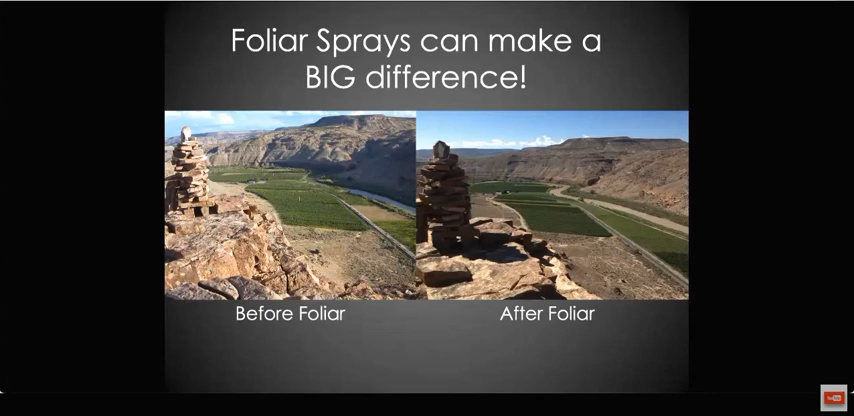 Foliar Sprays can make a
BIG difference!
Before Foliar
After Foliar